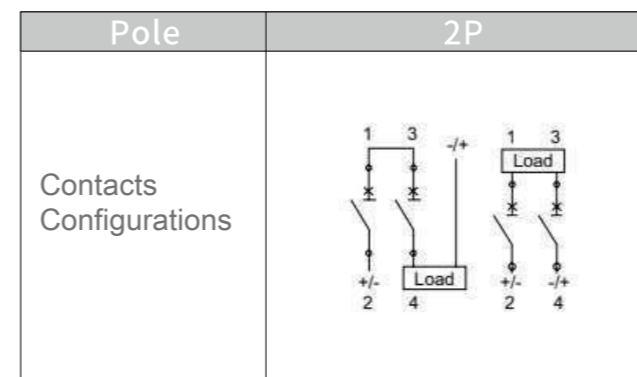 Pole 2P
Contacts
Configurations
1 3 -/+ 1 3
Load
Load
+/- +/- -/+
2 4 2 4